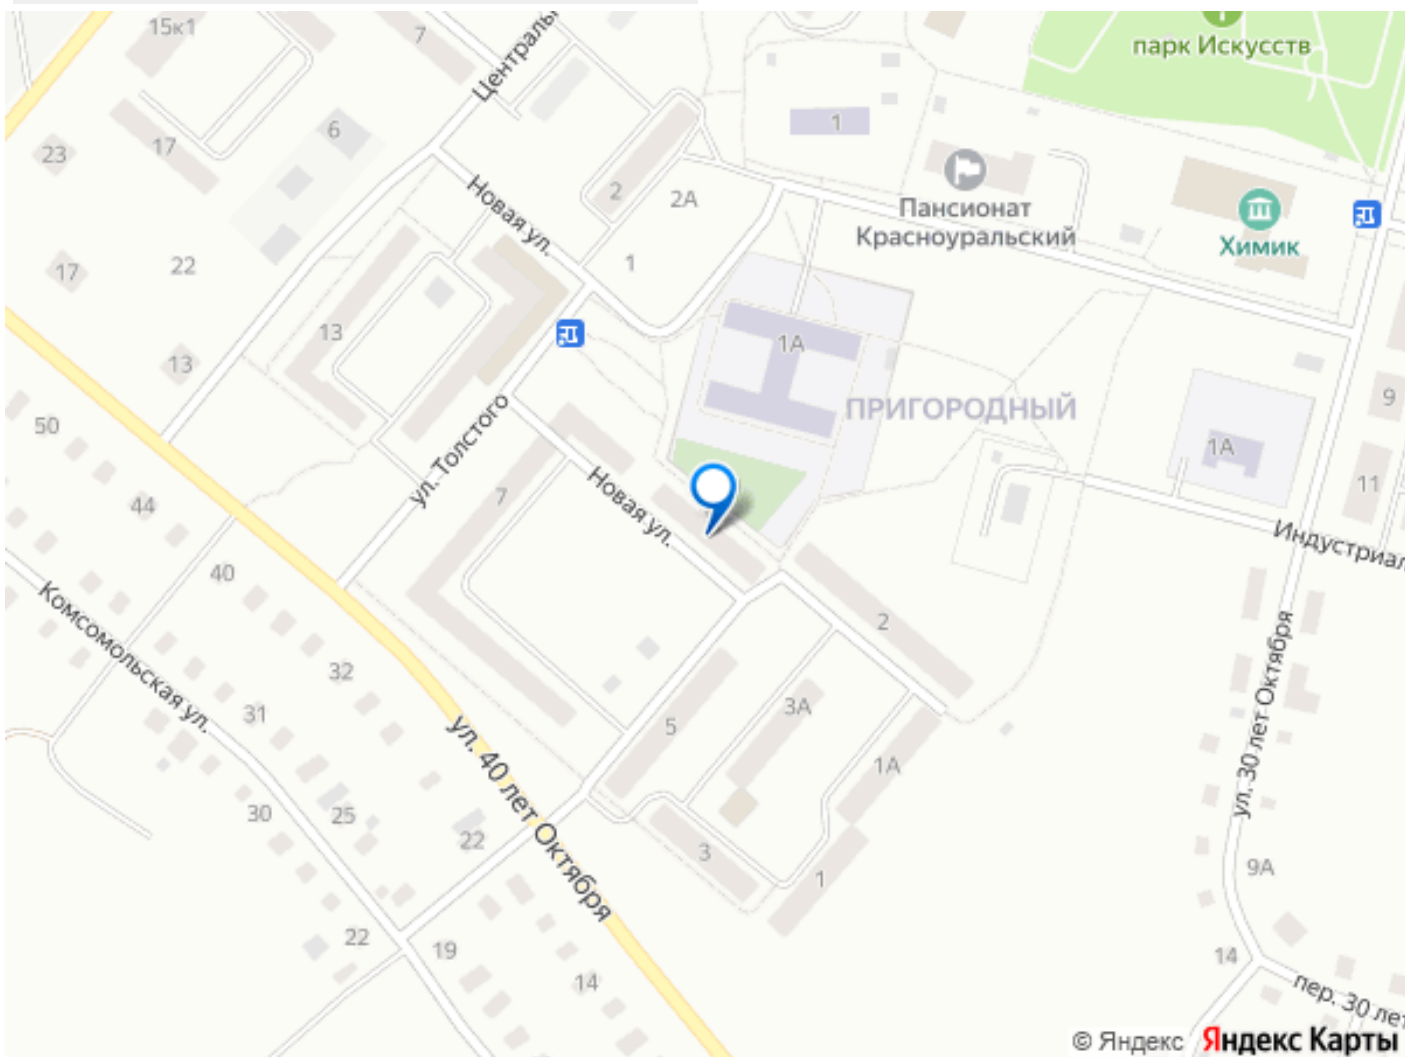 15к1
7
Централь
парк Искусств
6
1
23
17
2
2А
Новая ул.
Пансионат
Красноуральский
Химик
17
22
1
13
13
1А
9
50
ПРИГОРОДНЫЙ
1А
ул. Толстого
7
Новая ул.
11
44
Индустриал
40
Комсомольская ул.
2
32
31
5
3А
ул. 40 лет Октября
1А
ул. 30 лет Октября
30
25
22
3
1
9А
22
19
14
14
пер. 30 лет
© Яндекс Яндекс Карты